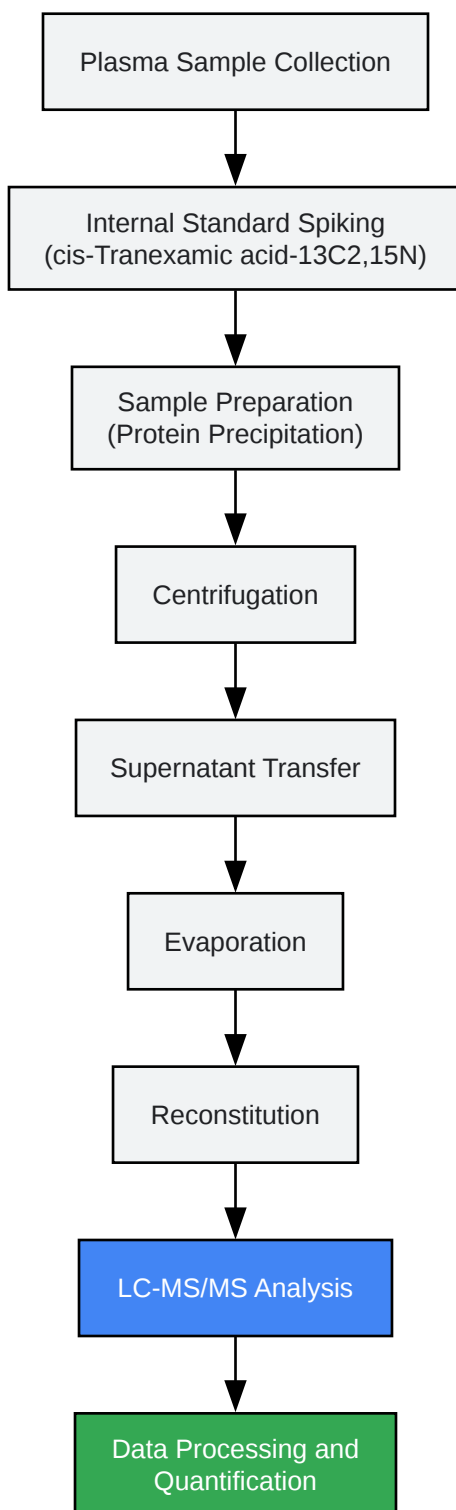 Plasma Sample Collection
Internal Standard Spiking
(cis-Tranexamic acid-13C2,15N)
Sample Preparation
(Protein Precipitation)
Centrifugation
Supernatant Transfer
Evaporation
Reconstitution
LC-MS/MS Analysis
Data Processing and
Quantification